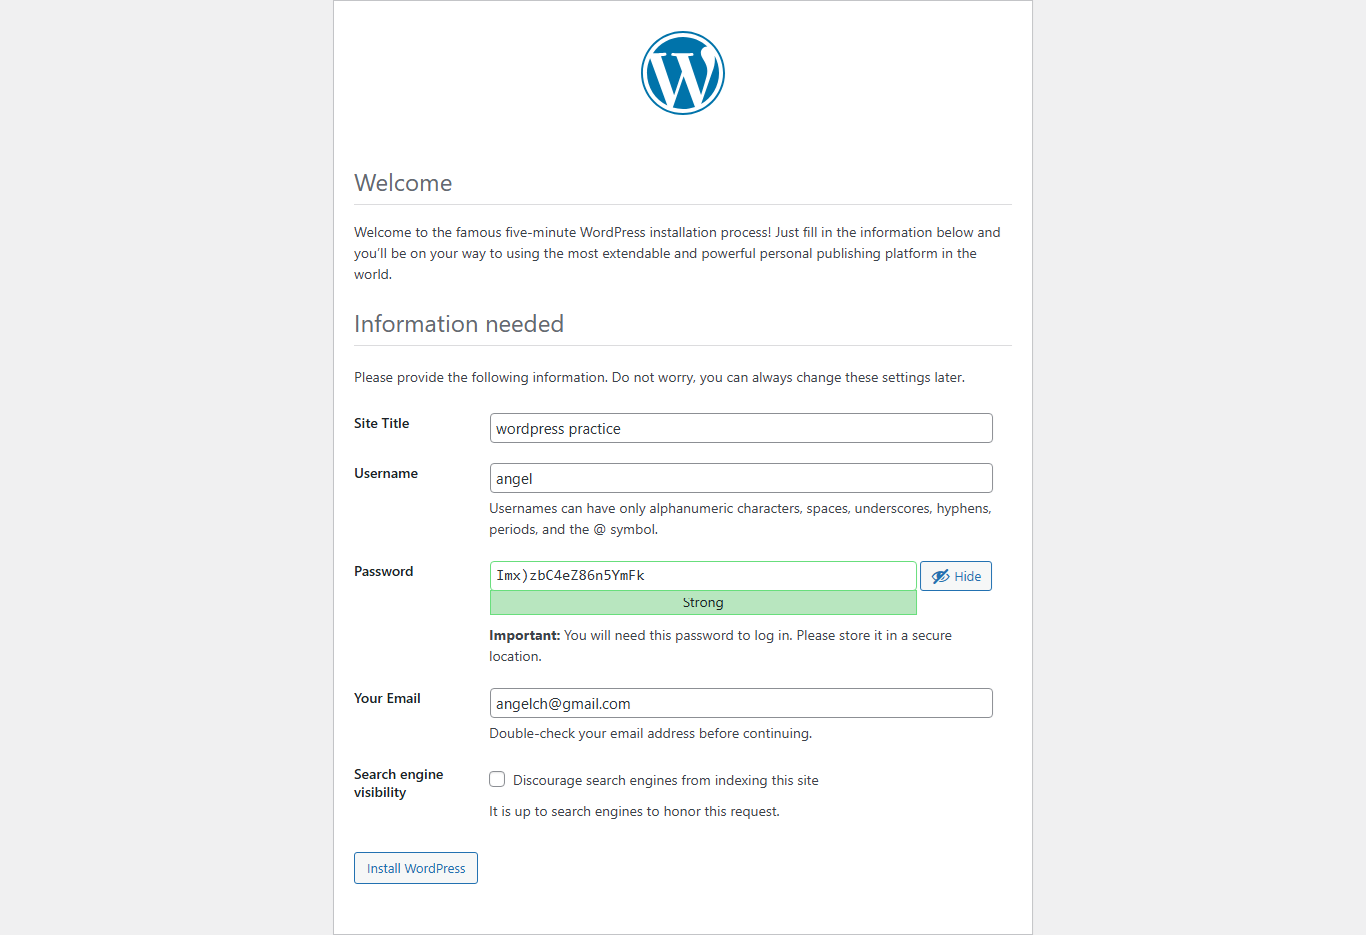 Welcome
Welcome to the famous five-minute WordPress installation process! Just fill in the information below and
you’ll be on your way to using the most extendable and powerful personal publishing platform in the
world.
Information needed
Please provide the following information. Do not worry, you can always change these settings later.
Site Title
wordpress practice
Username
angel
Usernames can have only alphanumeric characters, spaces, underscores, hyphens,
periods, and the @ symbol.
Password
Imx)zbC4eZ86n5YmFk
Hide
Strong
Important: You will need this password to log in. Please store it in a secure
location.
Your Email
angelch@gmail.com
Double-check your email address before continuing.
Search engine
visibility
Discourage search engines from indexing this site
It is up to search engines to honor this request.
Install WordPress